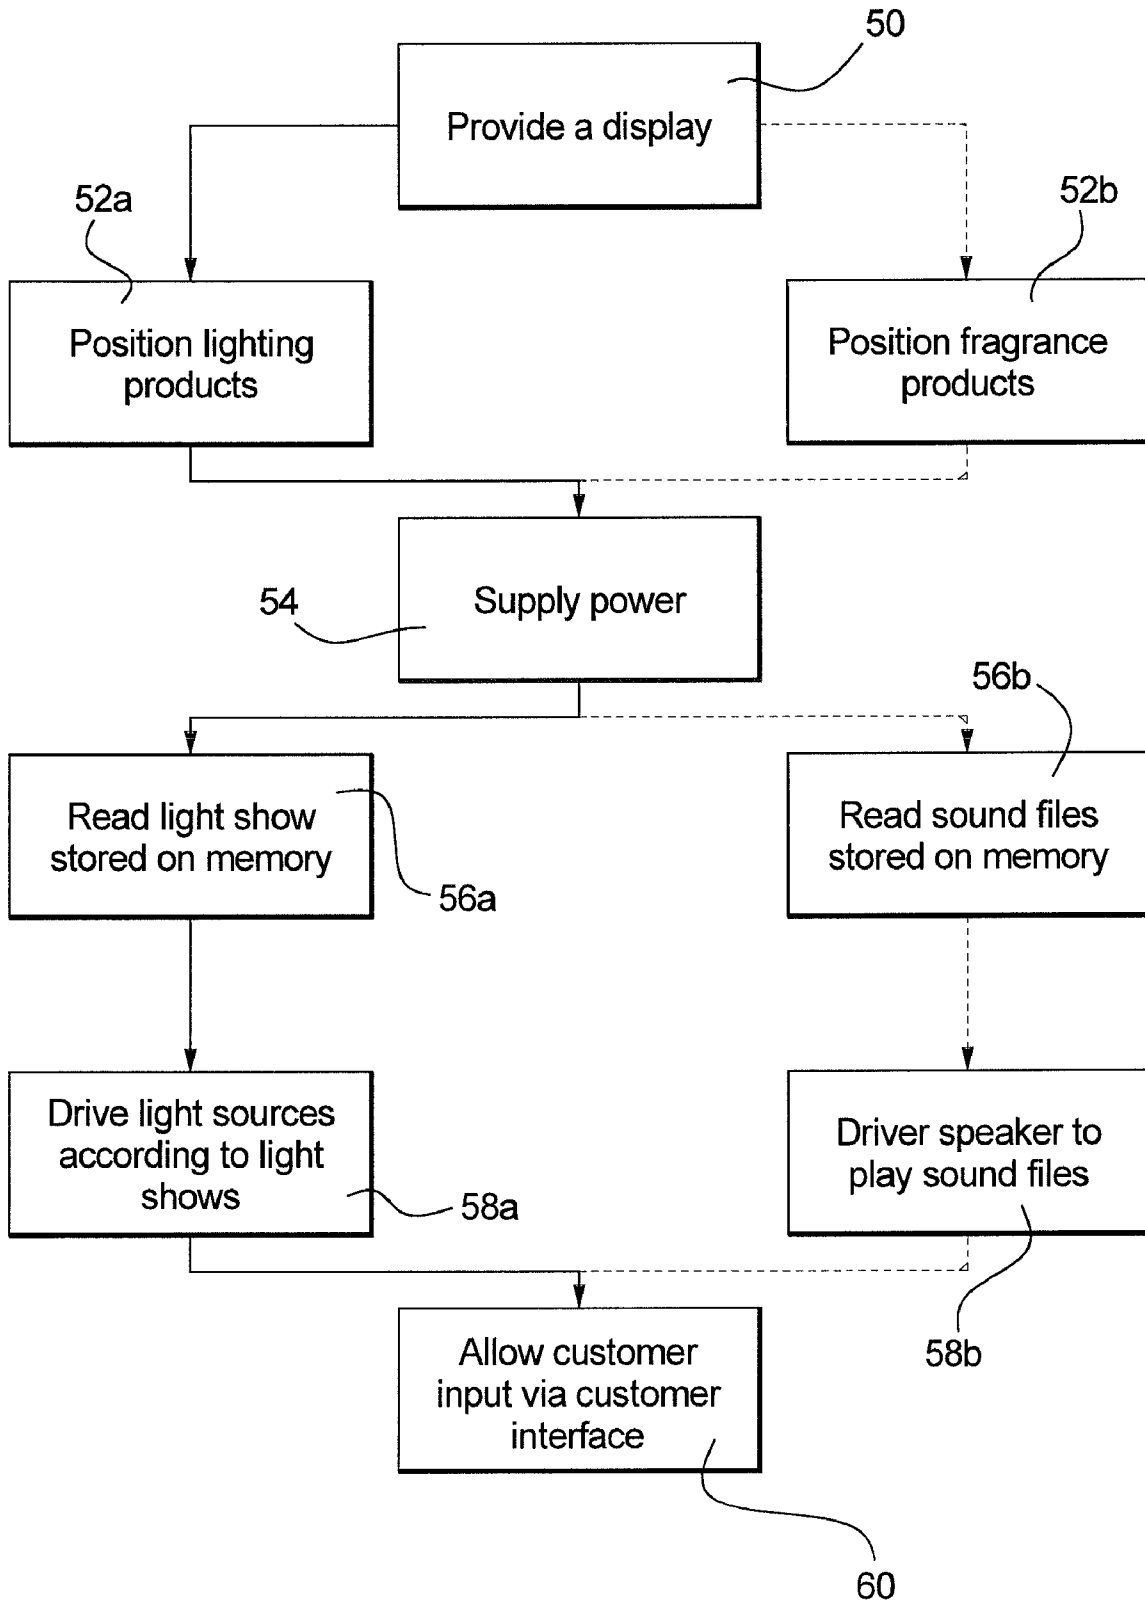 50
Provide a display
52a
52b
Position lighting
products
Position fragrance
products
54
Supply power
56b
Read light show
stored on memory
56a
Read sound files
stored on memory
Drive light sources
according to light
shows
58a
Driver speaker to
play sound files
58b
Allow customer
input via customer
interface
60